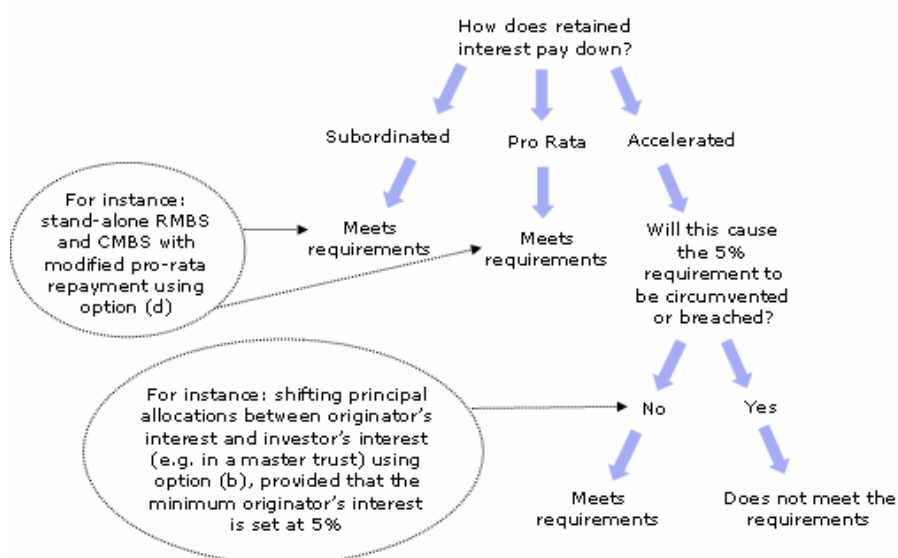 How does retained
interest pay down?
Subordinated
Pro Rata
Accelerated
For instance:
stand-alone RMBS
and CMBS with
modified pro-rata
repayment using
option (d)
Meets
requirements
Meets
requirements
Will this cause
the 5%
requirement to
be circumvented
or breached?
For instance: shifting principal
allocations between originator's
interest and investor's interest
(e.g. in a master trust) using
option (b), provided that the
minimum originator's interest
is set at 5%
No
Yes
Meets
requirements
Does not meet the
requirements